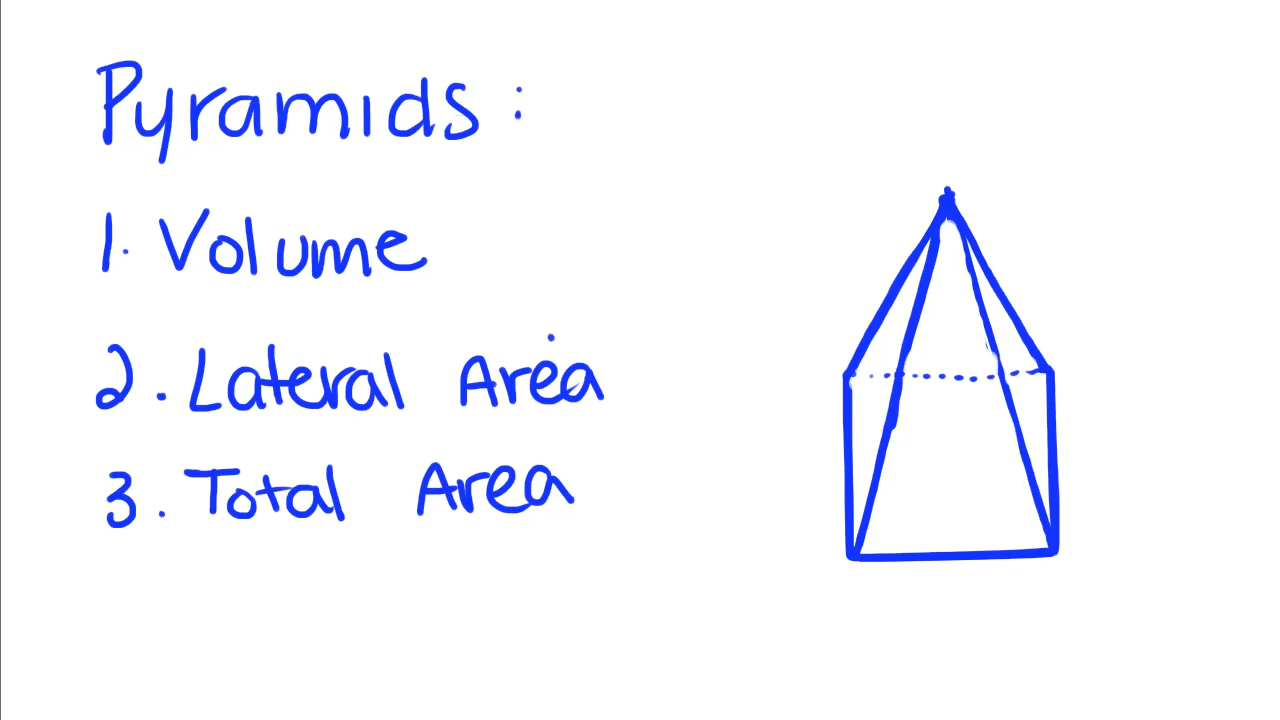 Pyramids :
1. Volume
2. Lateral Area
3. Total Area